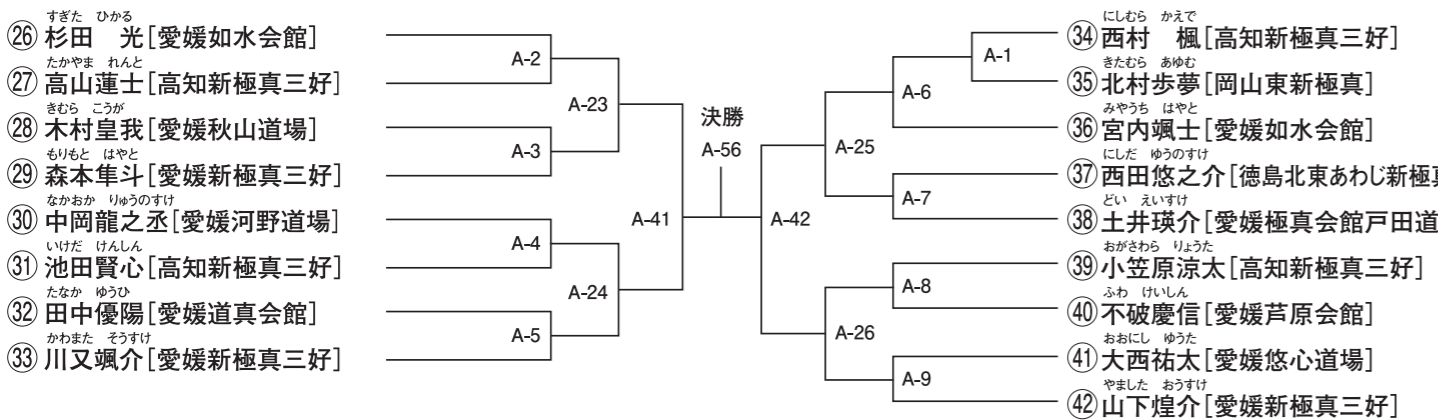 すぎた ひかる
㉖ 杉田 光[愛媛如水会館]
たかやま れんと
㉗ 高山蓮士[高知新極真三好]
きむら こうが
㉘ 木村皇我[愛媛秋山道場]
もりもと はやと
㉙ 森本隼斗[愛媛新極真三好]
なかおか りゅうのすけ
㉚ 中岡龍之丞[愛媛河野道場]
いけだ けんしん
㉛ 池田賢心[高知新極真三好]
たなか ゆうひ
㉜ 田中優陽[愛媛道真会館]
かわまた そうすけ
㉝ 川又颯介[愛媛新極真三好]
A-2
A-3
A-4
A-5
A-23
A-24
A-41
決勝
A-56
A-42
A-25
A-26
A-6
A-7
A-8
A-9
A-1
にしむら かえで
㉞ 西村 楓[高知新極真三好]
きたむら あゆむ
㉟ 北村歩夢[岡山東新極真]
みやうち はやと
㊱ 宮内颯士[愛媛如水会館]
にしだ ゆうのすけ
㊲ 西田悠之介[徳島北東あわじ新極真
どい えいすけ
㊳ 土井瑛介[愛媛極真会館戸田道
おがさわら りょうた
㊴ 小笠原涼太[高知新極真三好]
ふわ けいしん
㊵ 不破慶信[愛媛芦原会館]
おおにし ゆうた
㊶ 大西祐太[愛媛悠心道場]
やました おうすけ
㊷ 山下煌介[愛媛新極真三好]